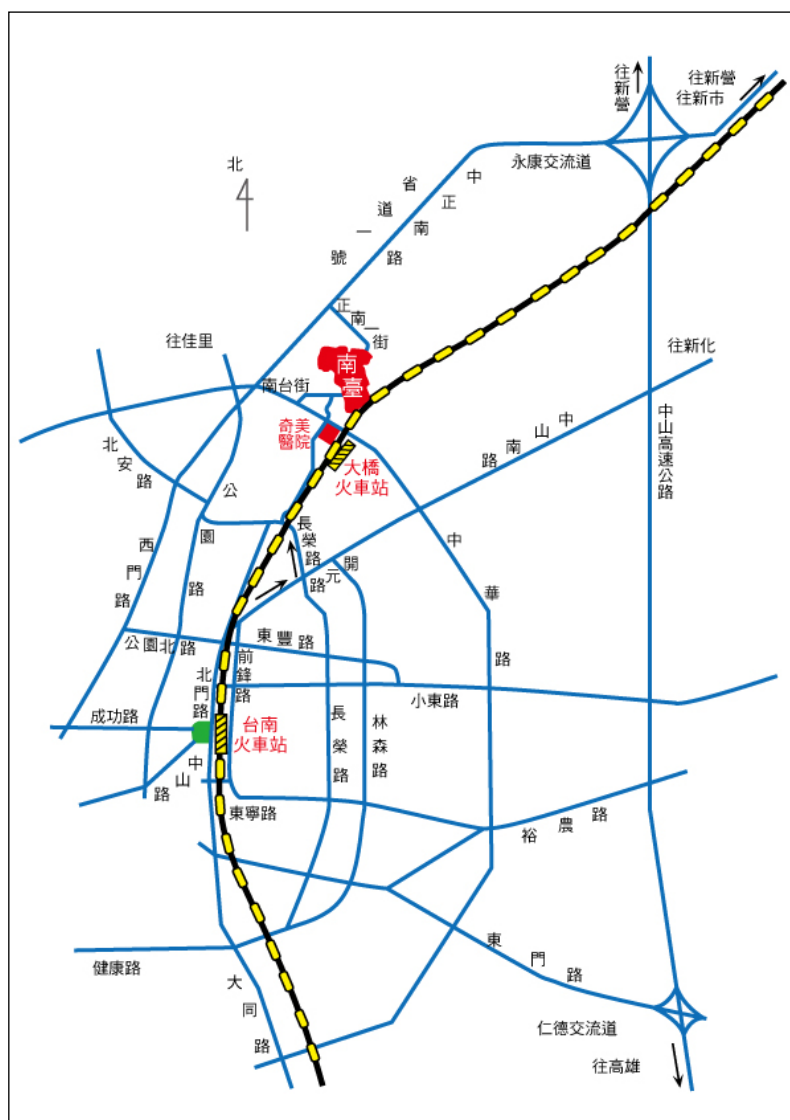 往新營
往新營
往新市
永康交流道
北
省道一號
中正南路
正南一街
往佳里
南臺
南台街
往新化
奇美
醫院
大橋
火車站
中山南路
中山高速公路
北安路
公園路
西門路
長榮路
開元路
中華路
公園北路
東豐路
前鋒路
北門路
小東路
成功路
台南
火車站
長榮路
林森路
中山路
東寧路
裕農路
東門路
健康路
大同路
仁德交流道
往高雄